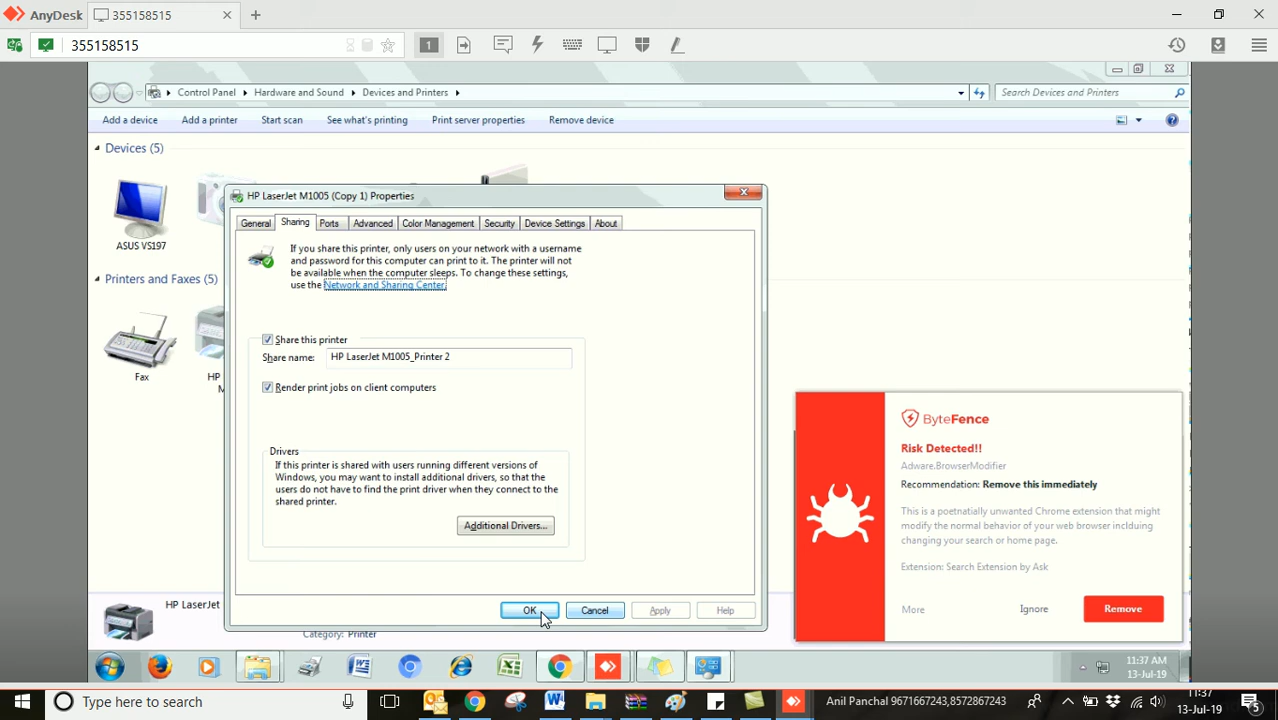 AnyDesk
355158515
355158515
1
Control Panel
Hardware and Sound
Devices and Printers
Search Devices and Printers
Add a device
Add a printer
Start scan
See what's printing
Print server properties
Remove device
Devices (5)
ASUS VS197
Printers and Faxes (5)
Fax
HP
M
HP LaserJet M1005 (Copy 1) Properties
General
Sharing
Ports
Advanced
Color Management
Security
Device Settings
About
If you share this printer, only users on your network with a username
and password for this computer can print to it. The printer will not
be available when the computer sleeps. To change these settings,
use the Network and Sharing Center.
Share this printer
Share name:
HP LaserJet M1005_Printer 2
Render print jobs on client computers
Drivers
If this printer is shared with users running different versions of
Windows, you may want to install additional drivers, so that the
users do not have to find the print driver when they connect to the
shared printer.
Additional Drivers...
OK
Cancel
Apply
Help
ByteFence
Risk Detected!!
Adware.BrowserModifier
Recommendation: Remove this immediately
This is a poetnatially unwanted Chrome extension that might
modify the normal behavior of your web browser inclduing
changing your search or home page.
Extension: Search Extension by Ask
More
Ignore
Remove
HP LaserJet
Category: Printer
11:37 AM
13-Jul-19
Type here to search
Anil Panchal 9671667243,8572867243
11:37
13-Jul-19
5